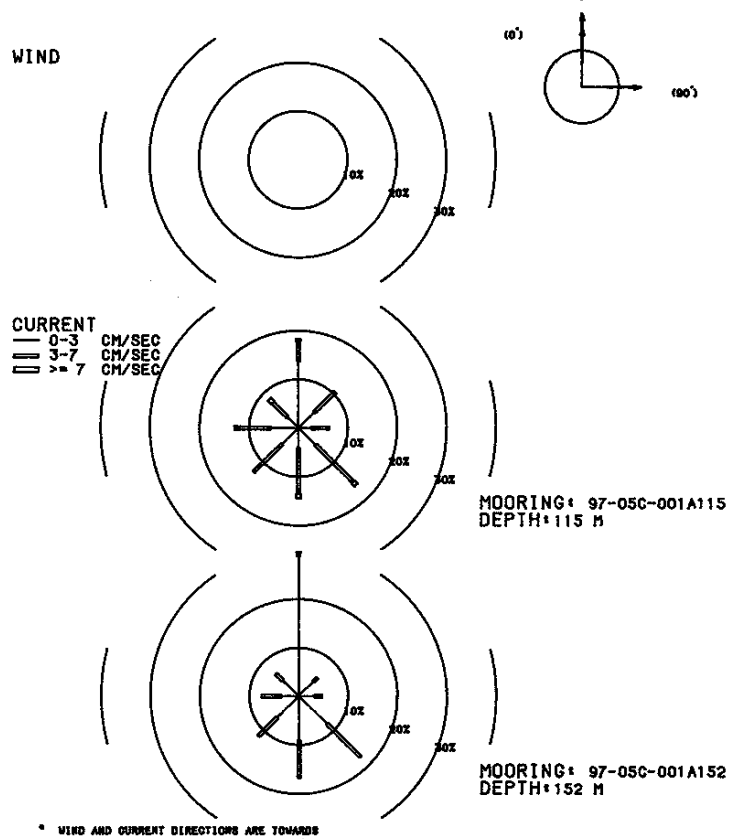 WIND
(0°)
(90°)
10%
20%
30%
CURRENT
0-3 CM/SEC
3-7 CM/SEC
>= 7 CM/SEC
10%
20%
30%
MOORING: 97-05C-001A115
DEPTH:115 M
10%
20%
30%
MOORING: 97-05C-001A152
DEPTH:152 M
* WIND AND CURRENT DIRECTIONS ARE TOWARDS